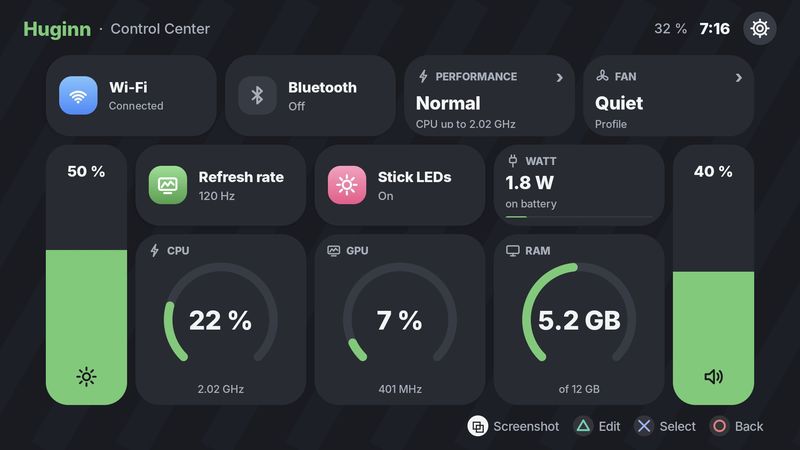 Huginn · Control Center
32 % 7:16
Wi-Fi
Connected
Bluetooth
Off
PERFORMANCE
Normal
CPU up to 2.02 GHz
FAN
Quiet
Profile
50 %
Refresh rate
120 Hz
Stick LEDs
On
WATT
1.8 W
on battery
40 %
CPU
22 %
2.02 GHz
GPU
7 %
401 MHz
RAM
5.2 GB
of 12 GB
Screenshot Edit Select Back